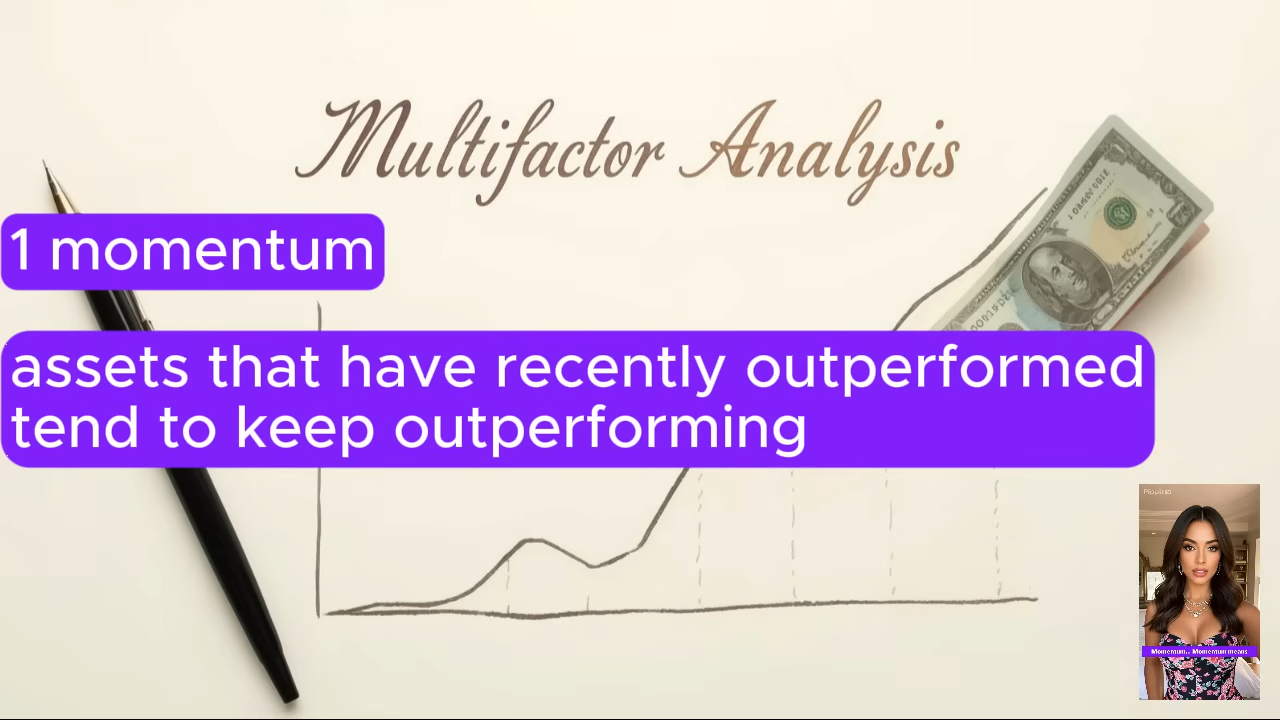 Multifactor Analysis
1 momentum
assets that have recently outperformed
tend to keep outperforming
Momentum.. Momentum means